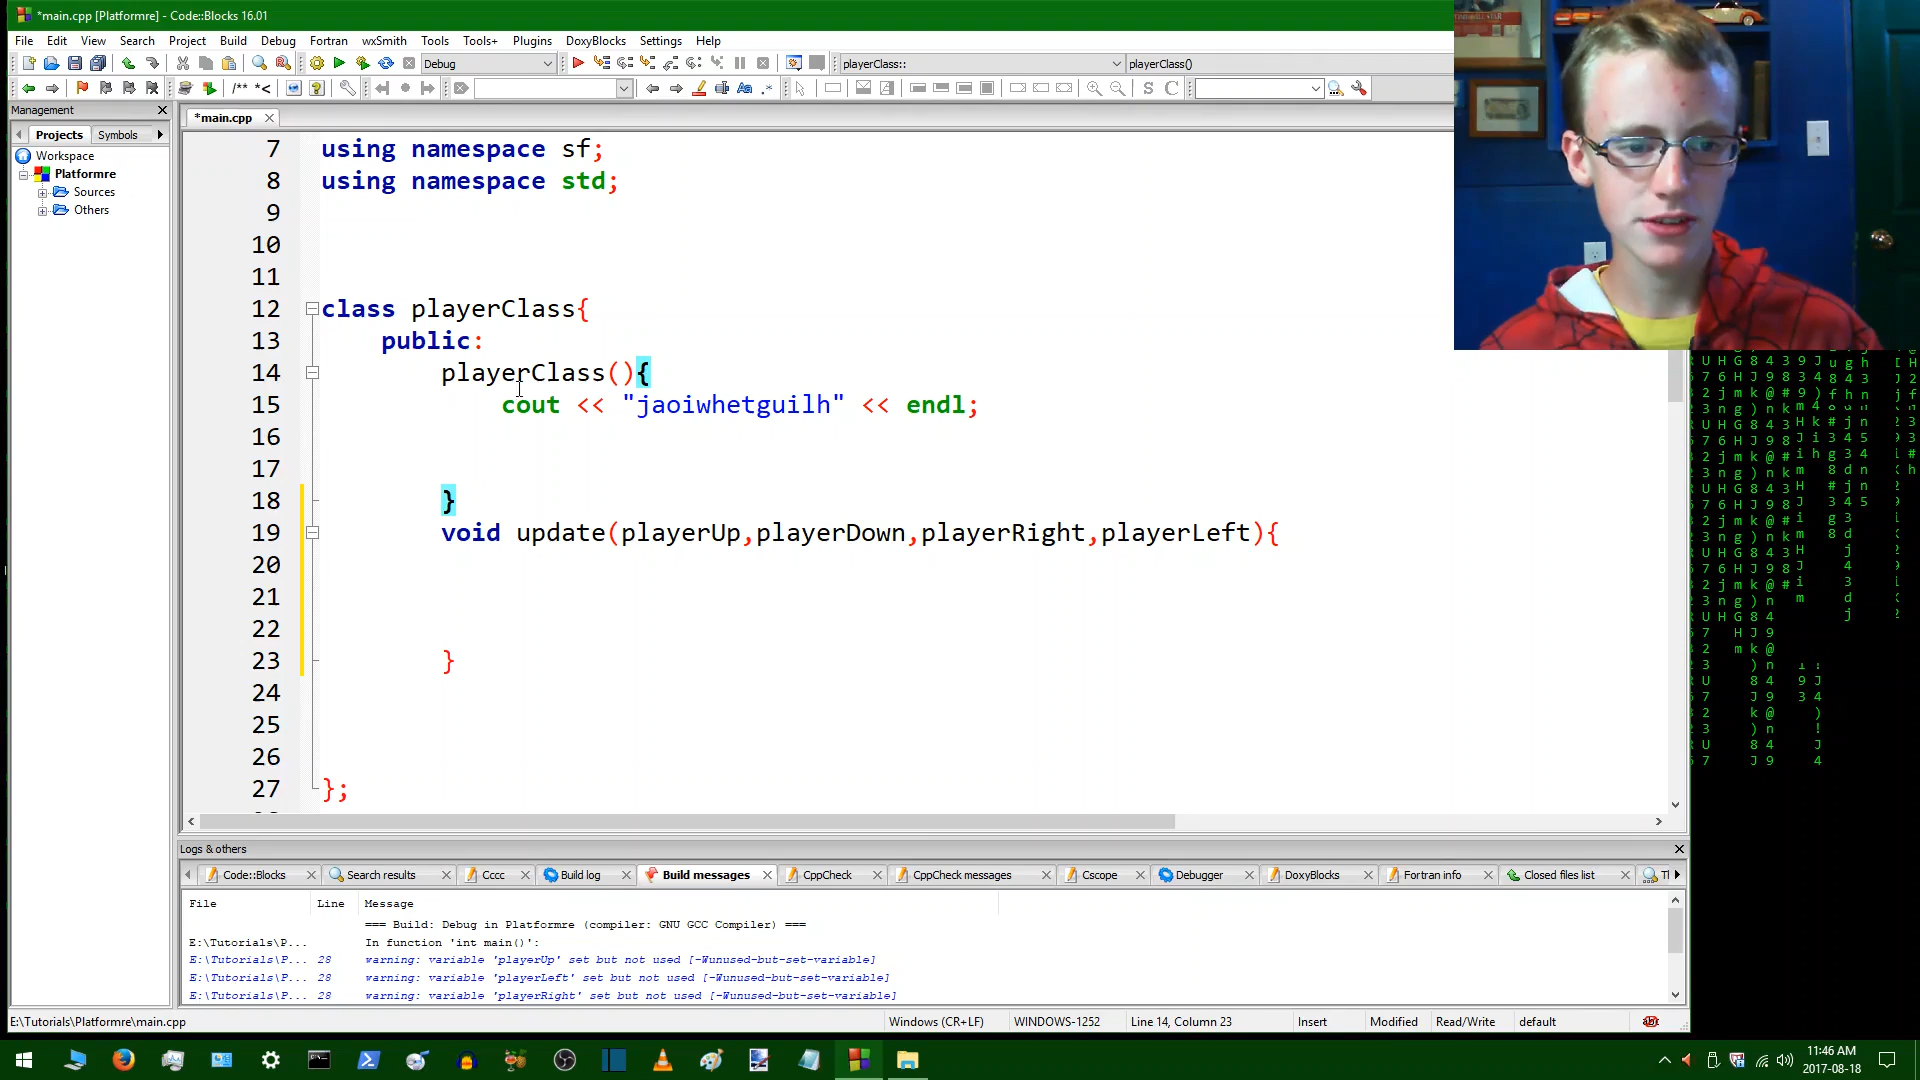 *main.cpp [Platformre] - Code::Blocks 16.01
File Edit View Search Project Build Debug Fortran wxSmith Tools Tools+ Plugins DoxyBlocks Settings Help
Debug
playerClass::
playerClass()
/** *<
S C
Management
*main.cpp
Projects Symbols
Workspace
Platformre
Sources
Others
7 using namespace sf;
8 using namespace std;
9
10
11
12 class playerClass{
13 public:
14 playerClass(){
15 cout << "jaoiwhetguilh" << endl;
16
17
18 }
19 void update(playerUp,playerDown,playerRight,playerLeft){
20
21
22
23 }
24
25
26
27 };
Logs & others
Code::Blocks Search results Cccc Build log Build messages CppCheck CppCheck messages Cscope Debugger DoxyBlocks Fortran info Closed files list
File Line Message
=== Build: Debug in Platformre (compiler: GNU GCC Compiler) ===
E:\Tutorials\P... In function 'int main()':
E:\Tutorials\P... 28 warning: variable 'playerUp' set but not used [-Wunused-but-set-variable]
E:\Tutorials\P... 28 warning: variable 'playerLeft' set but not used [-Wunused-but-set-variable]
E:\Tutorials\P... 28 warning: variable 'playerRight' set but not used [-Wunused-but-set-variable]
E:\Tutorials\Platformre\main.cpp
Windows (CR+LF) WINDOWS-1252 Line 14, Column 23 Insert Modified Read/Write default
11:46 AM
2017-08-18